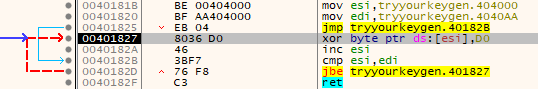 0040181B BE 00404000 mov esi,tryyourkeygen.404000
00401820 BF AA404000 mov edi,tryyourkeygen.4040AA
00401825 EB 04 jmp tryyourkeygen.40182B
00401827 8036 D0 xor byte ptr ds:[esi],D0
0040182A 46 inc esi
0040182B 3BF7 cmp esi,edi
0040182D 76 F8 jbe tryyourkeygen.401827
0040182F C3 ret